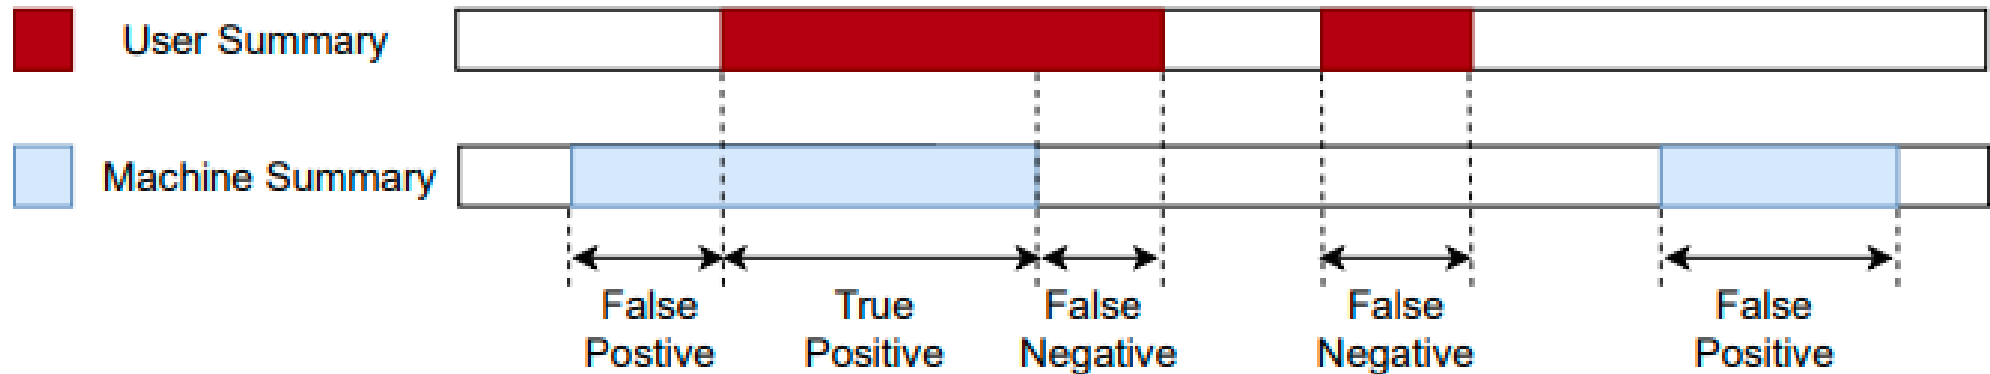 User Summary
Machine Summary
False
Postive
True
Positive
False
Negative
False
Negative
False
Positive